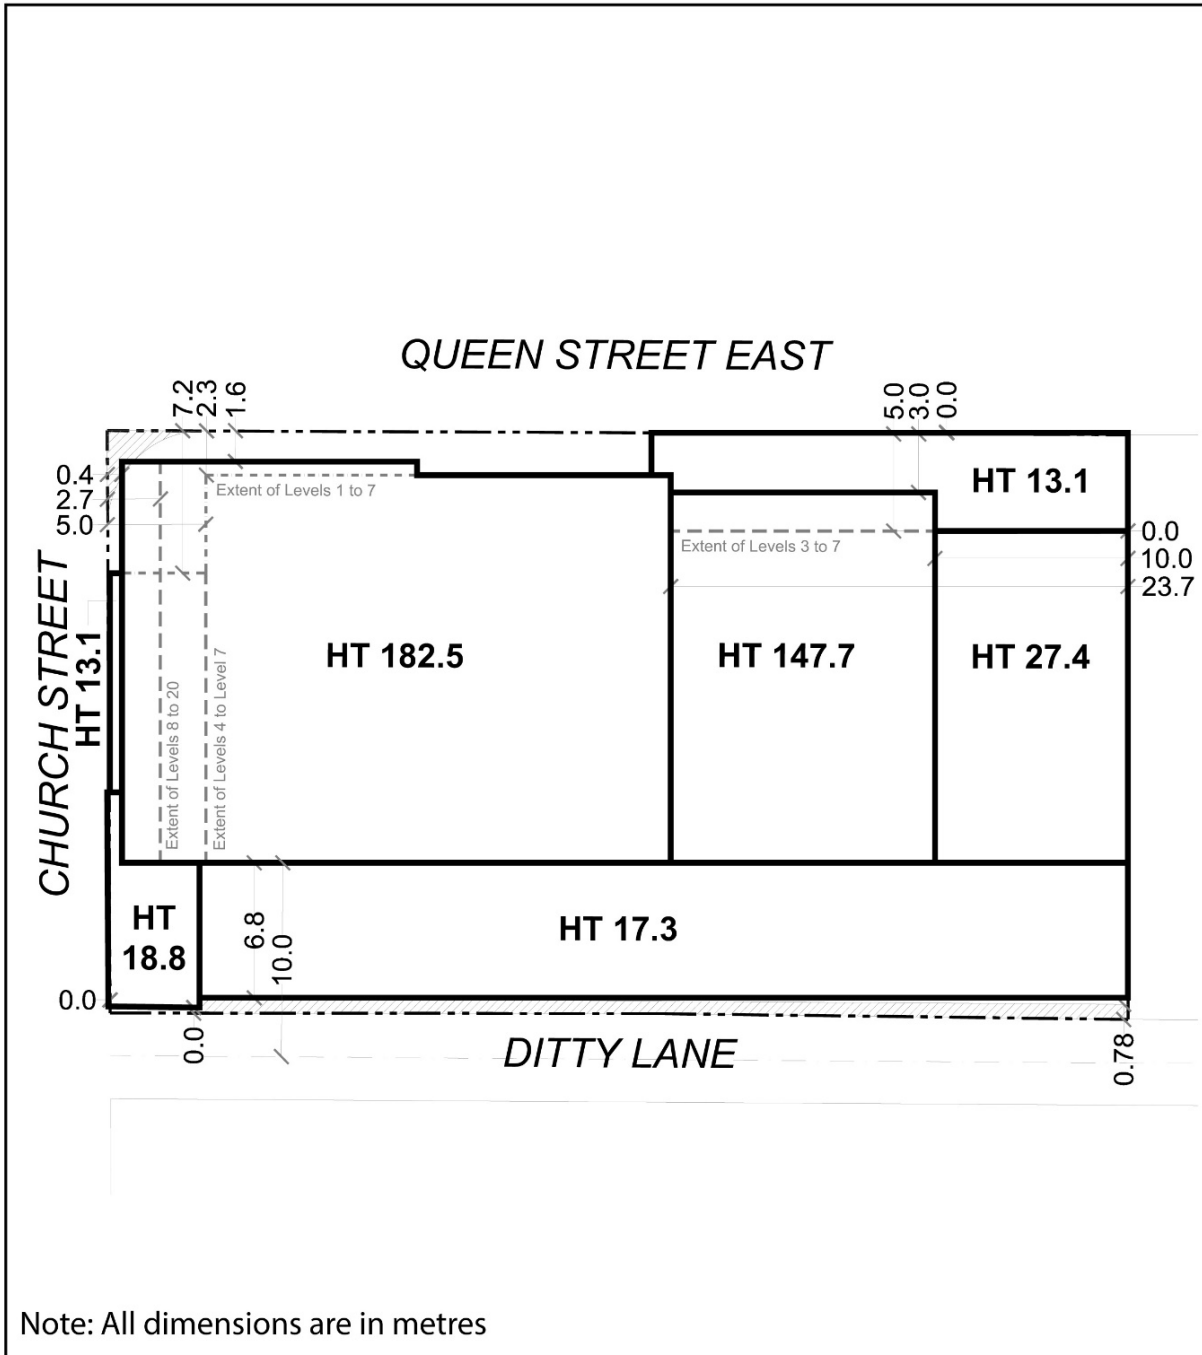 QUEEN STREET EAST
7.2
2.3
1.6
5.0
3.0
0.0
0.4
2.7
5.0
Extent of Levels 1 to 7
HT 13.1
Extent of Levels 3 to 7
0.0
10.0
23.7
CHURCH STREET
HT 13.1
HT 182.5
HT 147.7
HT 27.4
Extent of Levels 8 to 20
Extent of Levels 4 to Level 7
HT
18.8
6.8
10.0
HT 17.3
0.0
0.0
DITTY LANE
0.78
Note: All dimensions are in metres